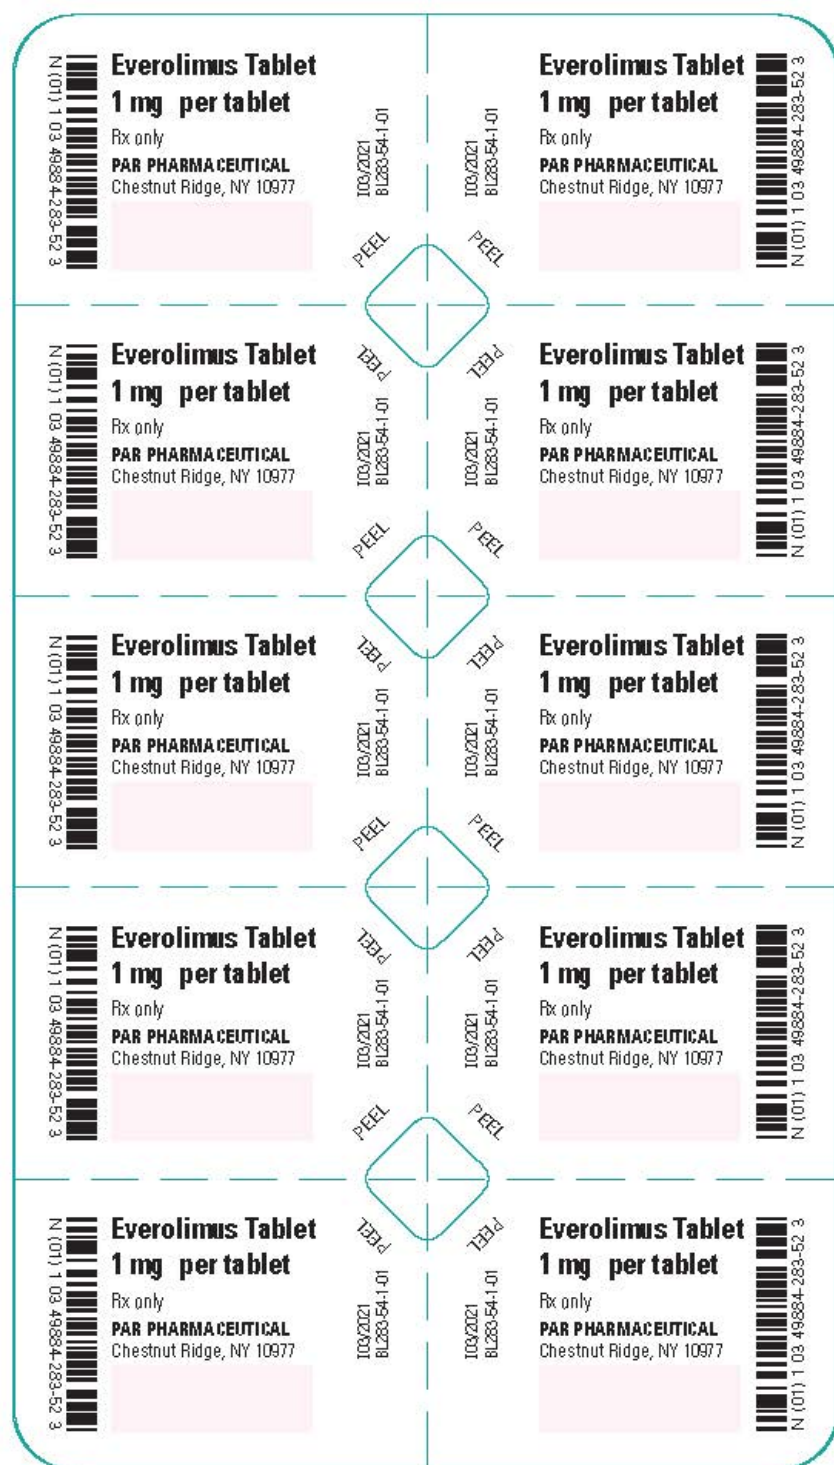 N (01) 1 03 49884-283-52 3
Everolimus Tablet
1 mg per tablet
Rx only
PAR PHARMACEUTICAL
Chestnut Ridge, NY 10977
I03/2021
BL283-54-1-01
PEEL
I03/2021
BL283-54-1-01
PEEL
Everolimus Tablet
1 mg per tablet
Rx only
PAR PHARMACEUTICAL
Chestnut Ridge, NY 10977
N (01) 1 03 49884-283-52 3
N (01) 1 03 49884-283-52 3
Everolimus Tablet
1 mg per tablet
Rx only
PAR PHARMACEUTICAL
Chestnut Ridge, NY 10977
PEEL
I03/2021
BL283-54-1-01
PEEL
PEEL
I03/2021
BL283-54-1-01
PEEL
Everolimus Tablet
1 mg per tablet
Rx only
PAR PHARMACEUTICAL
Chestnut Ridge, NY 10977
N (01) 1 03 49884-283-52 3
N (01) 1 03 49884-283-52 3
Everolimus Tablet
1 mg per tablet
Rx only
PAR PHARMACEUTICAL
Chestnut Ridge, NY 10977
PEEL
I03/2021
BL283-54-1-01
PEEL
PEEL
I03/2021
BL283-54-1-01
PEEL
Everolimus Tablet
1 mg per tablet
Rx only
PAR PHARMACEUTICAL
Chestnut Ridge, NY 10977
N (01) 1 03 49884-283-52 3
N (01) 1 03 49884-283-52 3
Everolimus Tablet
1 mg per tablet
Rx only
PAR PHARMACEUTICAL
Chestnut Ridge, NY 10977
PEEL
I03/2021
BL283-54-1-01
PEEL
PEEL
I03/2021
BL283-54-1-01
PEEL
Everolimus Tablet
1 mg per tablet
Rx only
PAR PHARMACEUTICAL
Chestnut Ridge, NY 10977
N (01) 1 03 49884-283-52 3
N (01) 1 03 49884-283-52 3
Everolimus Tablet
1 mg per tablet
Rx only
PAR PHARMACEUTICAL
Chestnut Ridge, NY 10977
PEEL
I03/2021
BL283-54-1-01
PEEL
I03/2021
BL283-54-1-01
Everolimus Tablet
1 mg per tablet
Rx only
PAR PHARMACEUTICAL
Chestnut Ridge, NY 10977
N (01) 1 03 49884-283-52 3